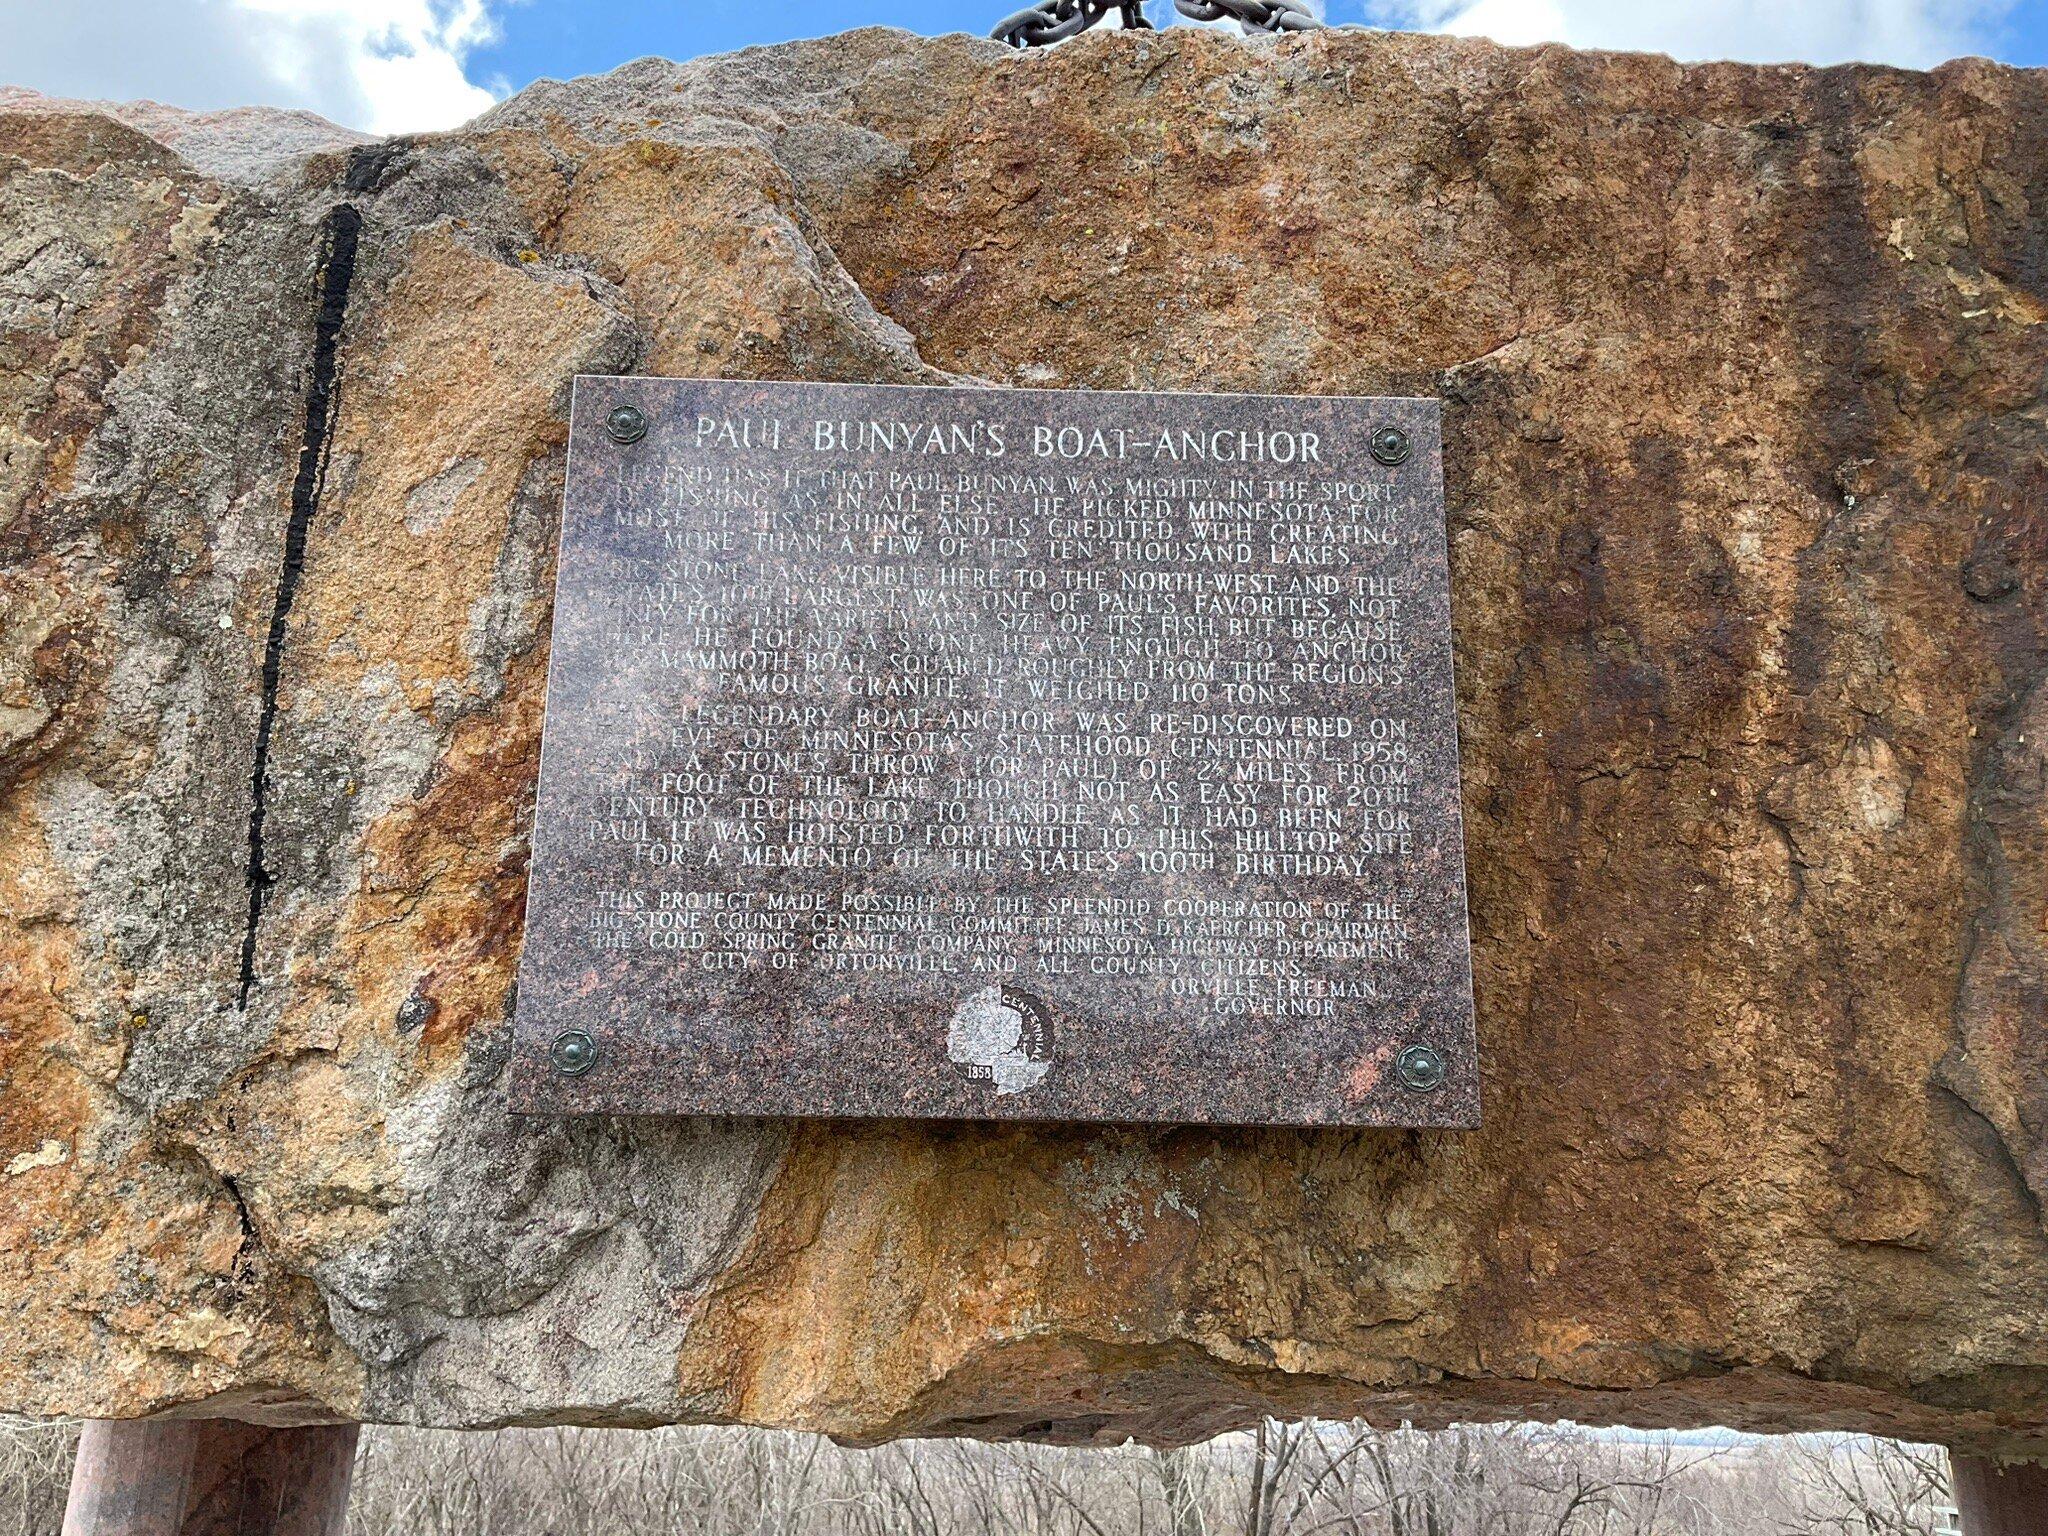 PAUL BUNYAN'S BOAT-ANCHOR
LEGEND HAS IT THAT PAUL BUNYAN WAS MIGHTY IN THE SPORT
OF FISHING AS IN ALL ELSE HE PICKED MINNESOTA FOR
MOST OF HIS FISHING, AND IS CREDITED WITH CREATING
MORE THAN A FEW OF ITS TEN THOUSAND LAKES.
BIG STONE LAKE, VISIBLE HERE TO THE NORTH-WEST AND THE
STATE'S 10TH LARGEST, WAS ONE OF PAUL'S FAVORITES, NOT
ONLY FOR THE VARIETY AND SIZE OF ITS FISH, BUT BECAUSE
HERE HE FOUND A STONE HEAVY ENOUGH TO ANCHOR
HIS MAMMOTH BOAT. SQUARED ROUGHLY FROM THE REGION'S
FAMOUS GRANITE, IT WEIGHED 110 TONS.
LEGENDARY BOAT-ANCHOR WAS RE-DISCOVERED ON
EVE OF MINNESOTA'S STATEHOOD CENTENNIAL, 1958
ONLY A STONE'S THROW (FOR PAUL) OF MILES FROM
THE FOOT OF THE LAKE THOUGH NOT AS EASY FOR 20TH
CENTURY TECHNOLOGY TO HANDLE AS IT HAD BEEN FOR
PAUL IT WAS HOISTED FORTHWITH TO THIS HILLTOP SITE
FOR A MEMENTO OF THE STATE'S 100TH BIRTHDAY.
THIS PROJECT MADE POSSIBLE BY THE SPLENDID COOPERATION OF THE
BIG STONE COUNTY CENTENNIAL COMMITTEE, JAMES D. KAERCHER CHAIRMAN
THE COLD SPRING GRANITE COMPANY, MINNESOTA HIGHWAY DEPARTMENT,
CITY OF ORTONVILLE, AND ALL COUNTY CITIZENS.
ORVILLE FREEMAN
GOVERNOR
CENTENNIAL
1858